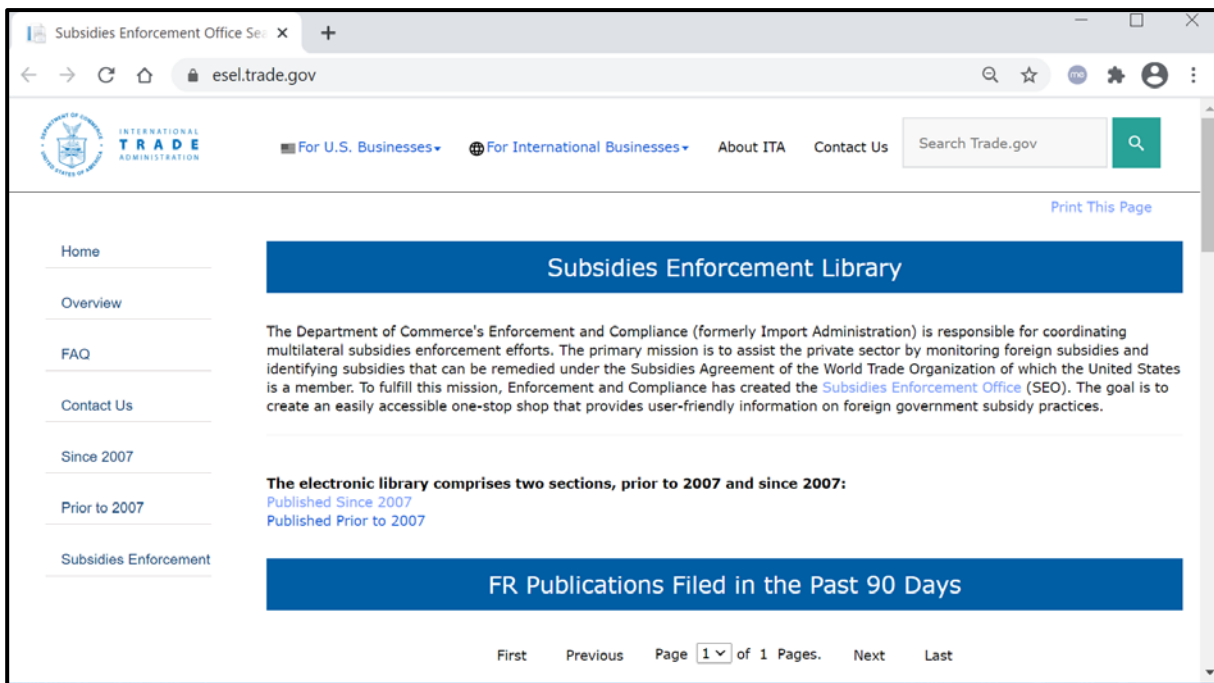 Subsidies Enforcement Office Sea
esel.trade.gov
DEPARTMENT OF COMMERCE
UNITED STATES OF AMERICA
INTERNATIONAL
TRADE
ADMINISTRATION
For U.S. Businesses
For International Businesses
About ITA
Contact Us
Search Trade.gov
Print This Page
Home
Overview
FAQ
Contact Us
Since 2007
Prior to 2007
Subsidies Enforcement
Subsidies Enforcement Library
The Department of Commerce's Enforcement and Compliance (formerly Import Administration) is responsible for coordinating
multilateral subsidies enforcement efforts. The primary mission is to assist the private sector by monitoring foreign subsidies and
identifying subsidies that can be remedied under the Subsidies Agreement of the World Trade Organization of which the United States
is a member. To fulfill this mission, Enforcement and Compliance has created the Subsidies Enforcement Office (SEO). The goal is to
create an easily accessible one-stop shop that provides user-friendly information on foreign government subsidy practices.
The electronic library comprises two sections, prior to 2007 and since 2007:
Published Since 2007
Published Prior to 2007
FR Publications Filed in the Past 90 Days
First Previous Page 1 of 1 Pages. Next Last